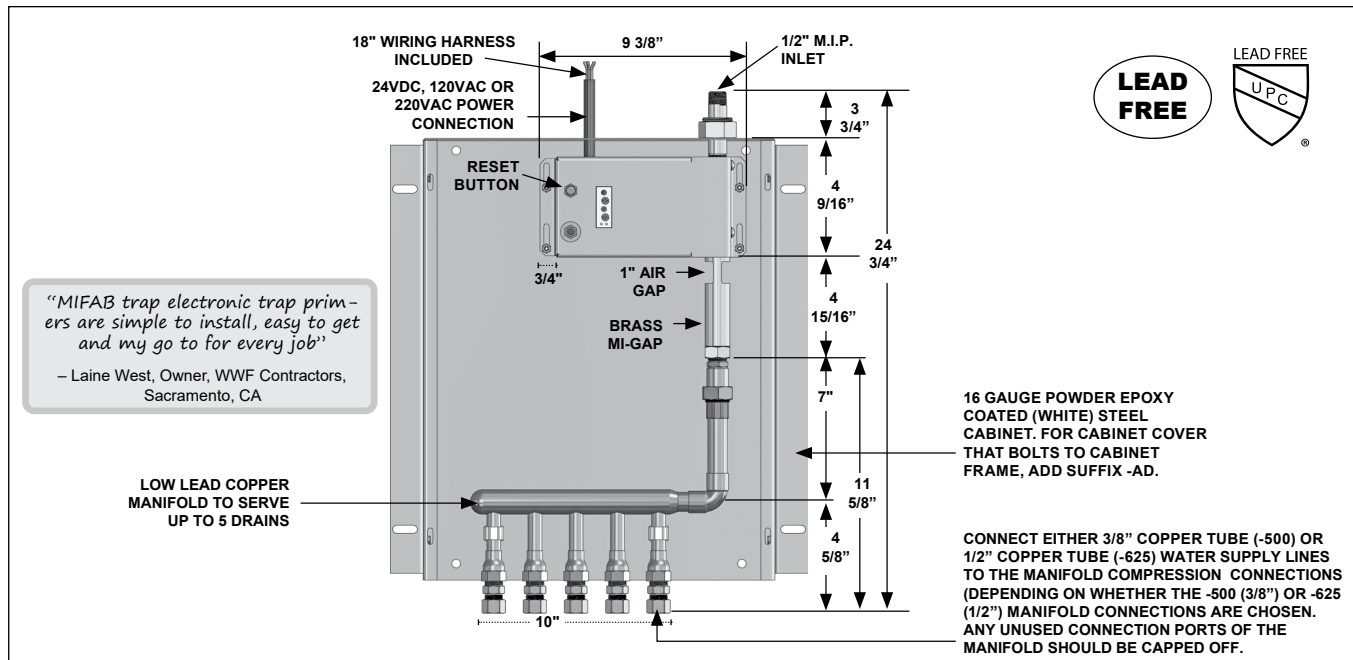 18" WIRING HARNESS
INCLUDED
24VDC, 120VAC OR
220VAC POWER
CONNECTION
9 3/8”
1/2" M.I.P.
INLET
LEAD
FREE
LEAD FREE
UPC
®
3
3/4”
RESET
BUTTON
4
9/16”
24
3/4”
3/4"
1" AIR
GAP
4
15/16”
BRASS
MI-GAP
“MIFAB trap electronic trap prim-
ers are simple to install, easy to get
and my go to for every job”
– Laine West, Owner, WWF Contractors,
Sacramento, CA
7"
16 GAUGE POWDER EPOXY
COATED (WHITE) STEEL
CABINET. FOR CABINET COVER
THAT BOLTS TO CABINET
FRAME, ADD SUFFIX -AD.
LOW LEAD COPPER
MANIFOLD TO SERVE
UP TO 5 DRAINS
11
5/8”
4
5/8”
10"
CONNECT EITHER 3/8” COPPER TUBE (-500) OR
1/2” COPPER TUBE (-625) WATER SUPPLY LINES
TO THE MANIFOLD COMPRESSION CONNECTIONS
(DEPENDING ON WHETHER THE -500 (3/8”) OR -625
(1/2”) MANIFOLD CONNECTIONS ARE CHOSEN.
ANY UNUSED CONNECTION PORTS OF THE
MANIFOLD SHOULD BE CAPPED OFF.